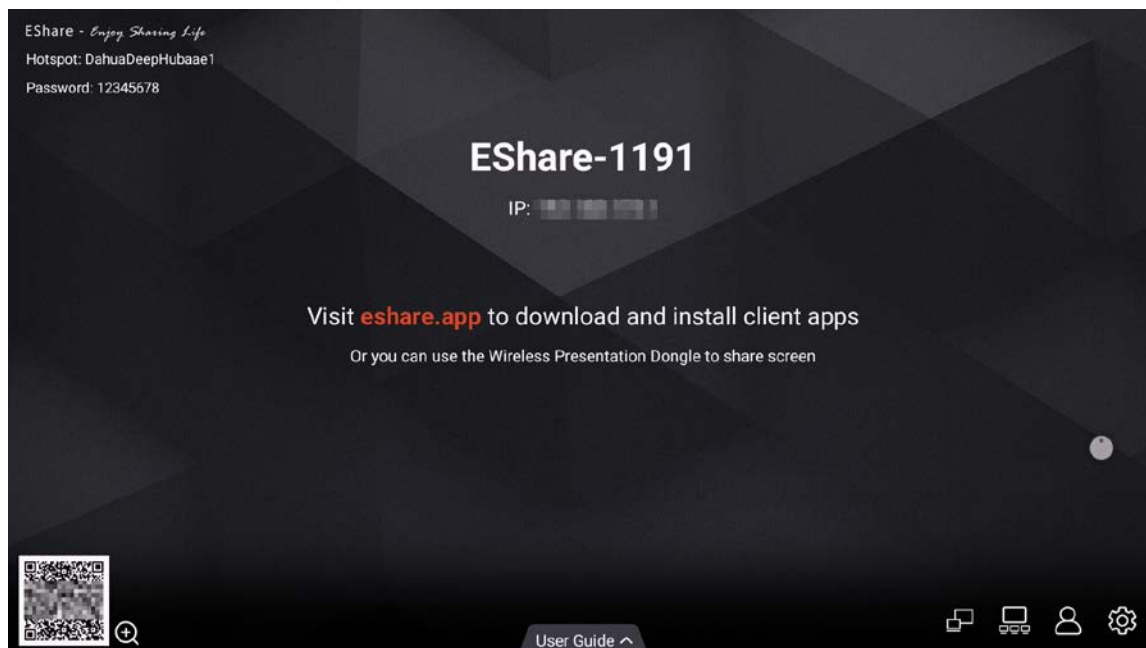 EShare - Enjoy Sharing Life
Hotspot: DahuaDeepHubaae1
Password: 12345678
EShare-1191
IP:
Visit eshare.app to download and install client apps
Or you can use the Wireless Presentation Dongle to share screen
User Guide